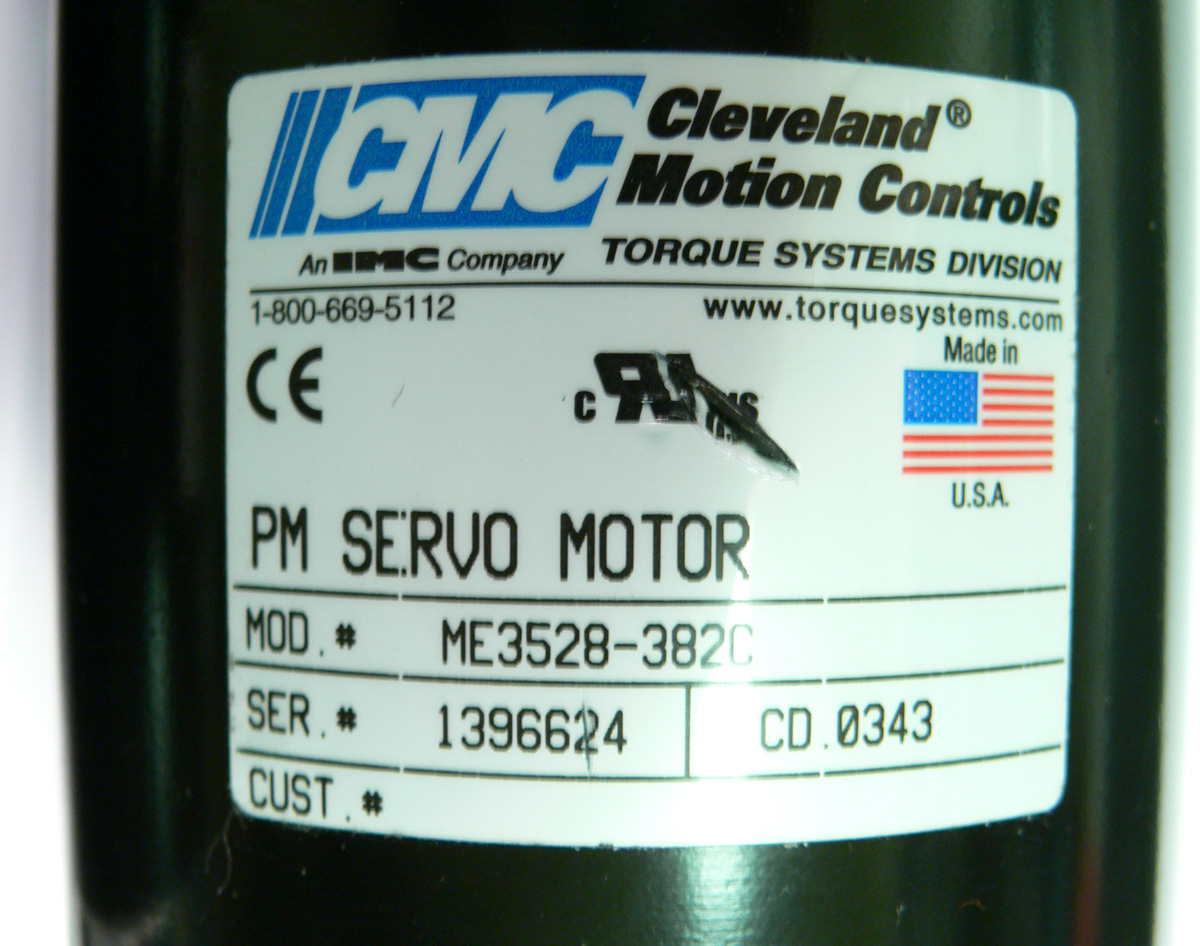 CMC Cleveland®
Motion Controls
An IMC Company TORQUE SYSTEMS DIVISION
1-800-669-5112 www.torquesystems.com
CE c US Made in
U.S.A.
PM SERVO MOTOR
MOD.# ME3528-382C
SER.# 1396624 CD.0343
CUST.#